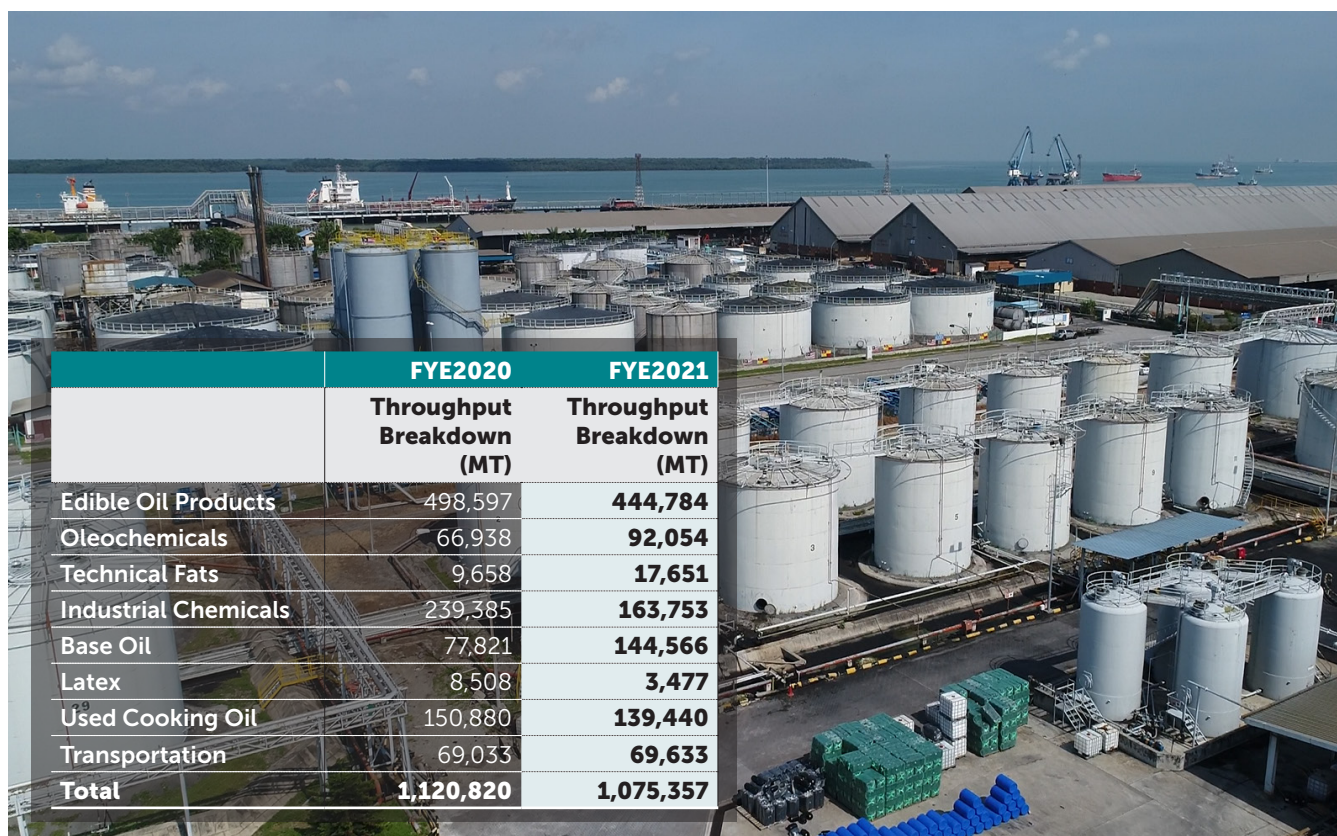 FYE2020 FYE2021
Throughput Throughput
Breakdown Breakdown
(MT) (MT)
Edible Oil Products 498,597 444,784
Oleochemicals 66,938 92,054
Technical Fats 9,658 17,651
Industrial Chemicals 239,385 163,753
Base Oil 77,821 144,566
Latex 8,508 3,477
Used Cooking Oil 150,880 139,440
Transportation 69,033 69,633
Total 1,120,820 1,075,357
29
3
5